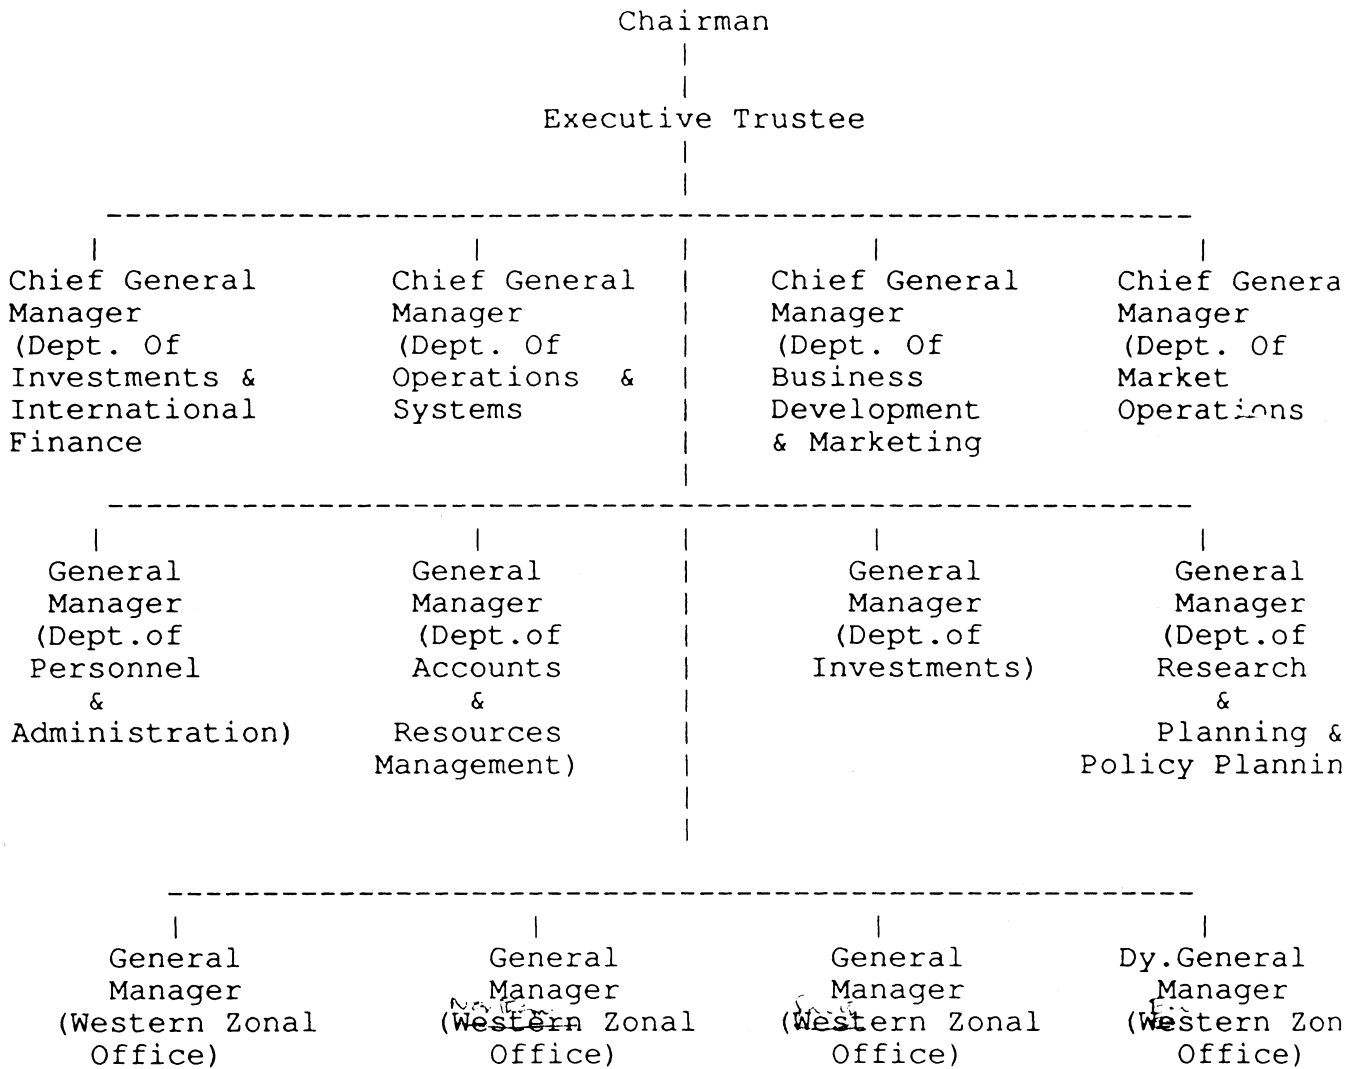 Chairman
Executive Trustee
Chief General
Manager
(Dept. Of
Investments &
International
Finance
Chief General
Manager
(Dept. Of
Operations &
Systems
Chief General
Manager
(Dept. Of
Business
Development
& Marketing
Chief Genera
Manager
(Dept. Of
Market
Operations
General
Manager
(Dept.of
Personnel
&
Administration)
General
Manager
(Dept.of
Accounts
&
Resources
Management)
General
Manager
(Dept.of
Investments)
General
Manager
(Dept.of
Research
&
Planning &
Policy Plannin
General
Manager
(Western Zonal
Office)
General
Manager
(Western Zonal
Office)
General
Manager
(Western Zonal
Office)
Dy.General
Manager
(Western Zon
Office)